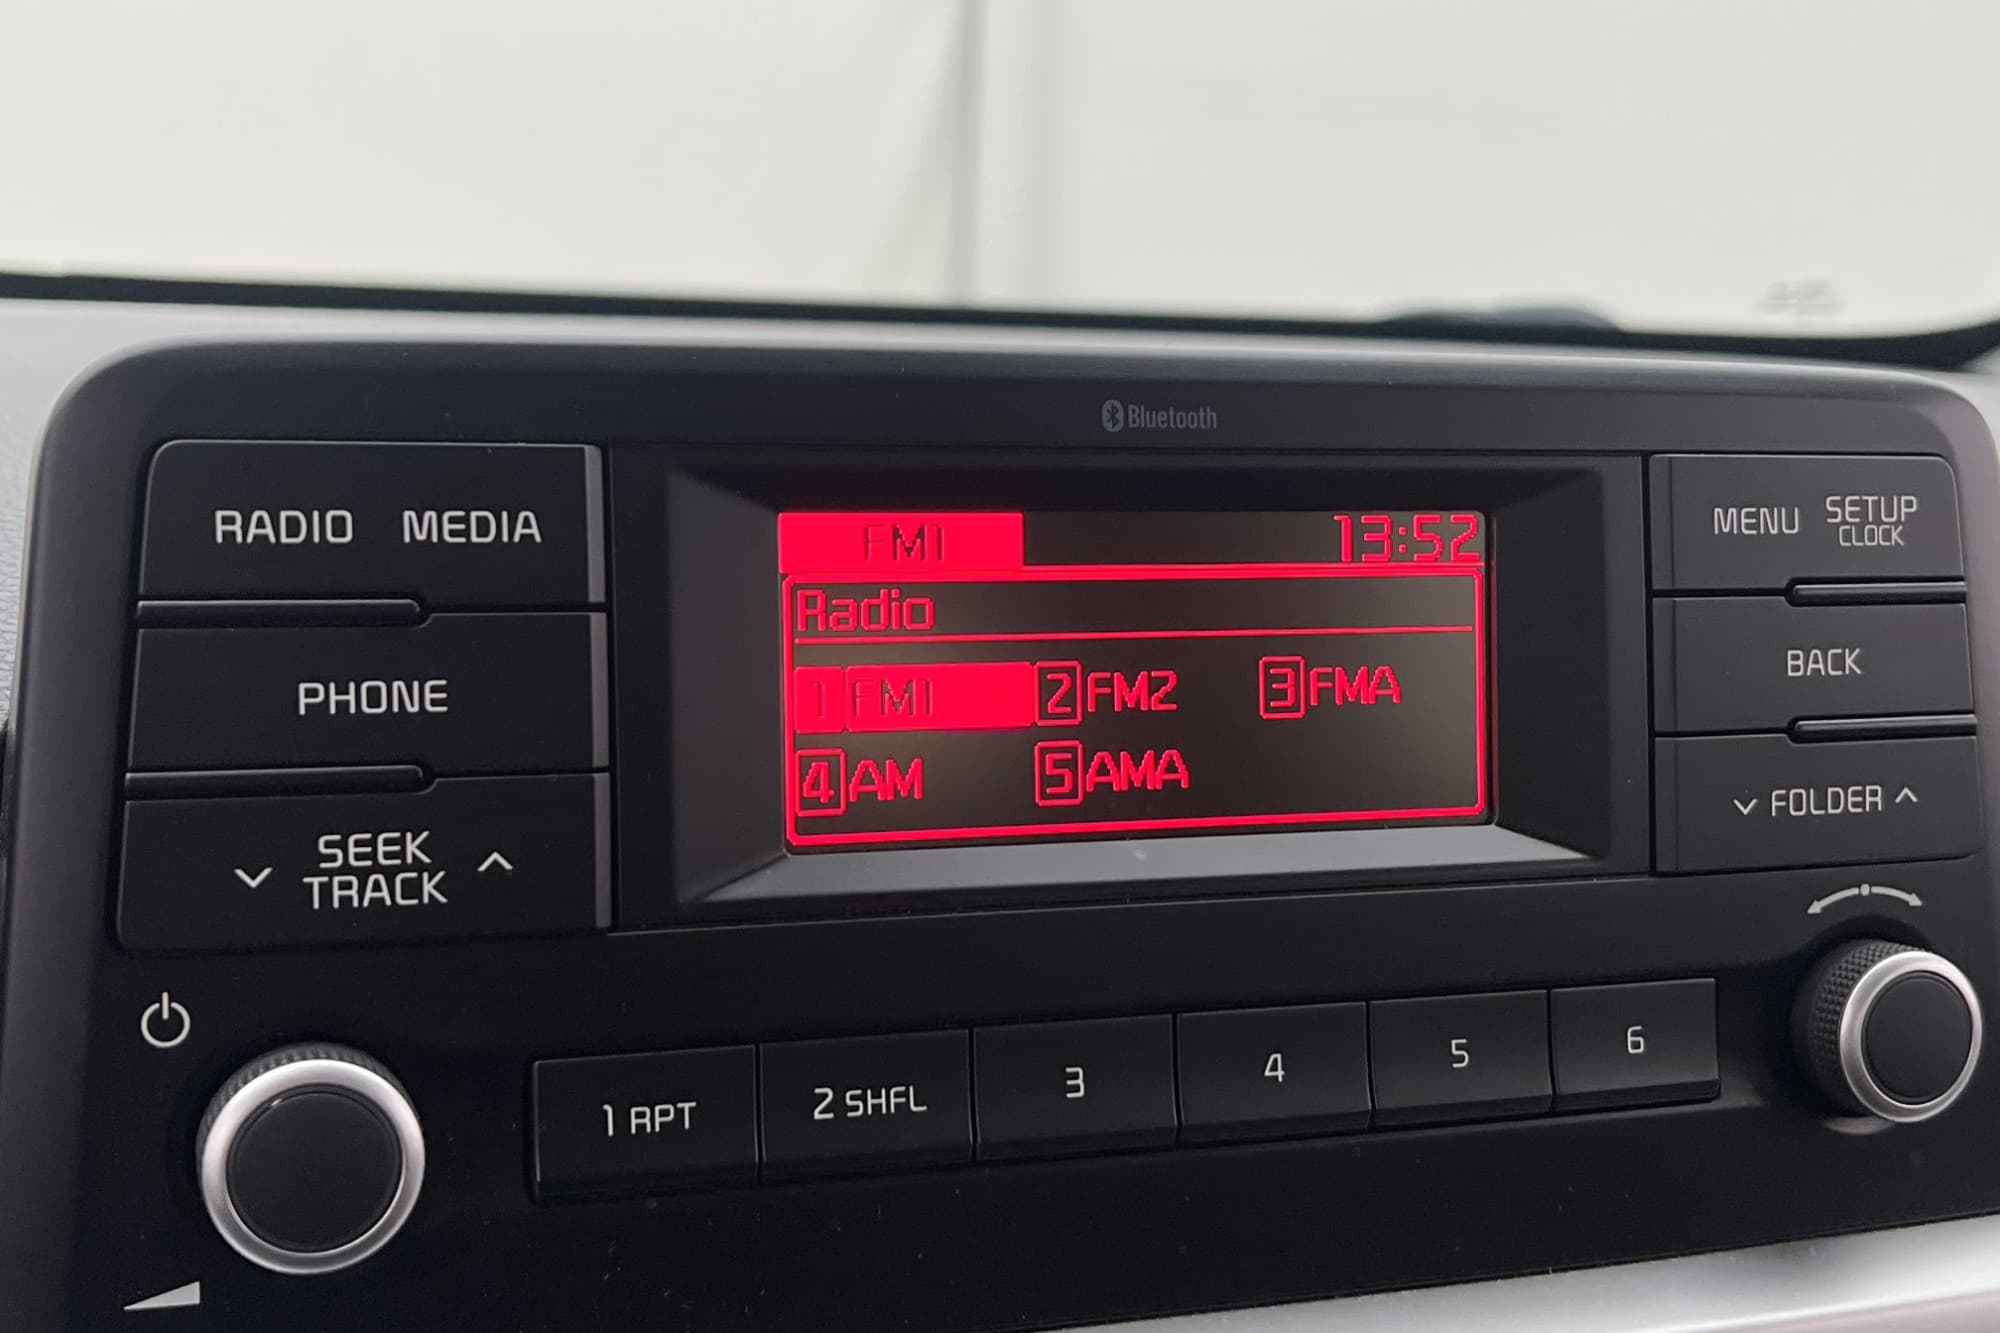 Bluetooth
RADIO MEDIA
PHONE
SEEK
TRACK
FM1 13:52
Radio
1 FM1 2 FM2 3 FMA
4 AM 5 AMA
MENU SETUP
CLOCK
BACK
FOLDER
1 RPT 2 SHFL 3 4 5 6